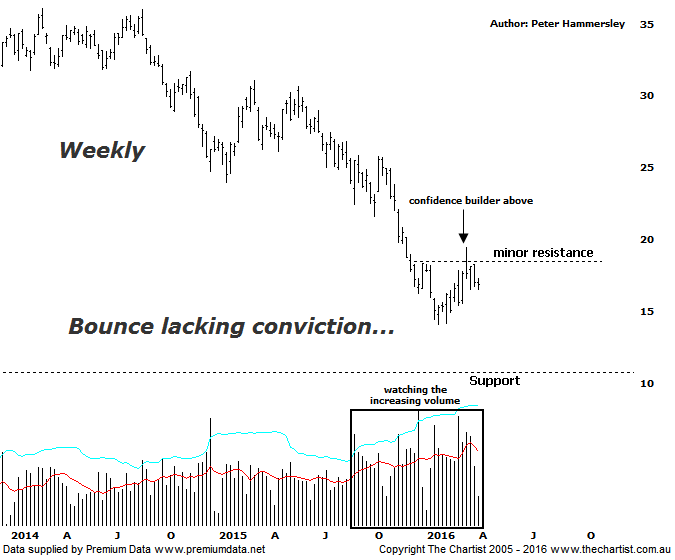 Author: Peter Hammersley
35
30
Weekly
25
confidence builder above
20
minor resistance
15
Bounce lacking conviction...
Support
10
watching the
increasing volume
2014 A J O 2015 A J O 2016 A J O
Data supplied by Premium Data www.premiumdata.net
Copyright The Chartist 2005 - 2016 www.thechartist.com.au